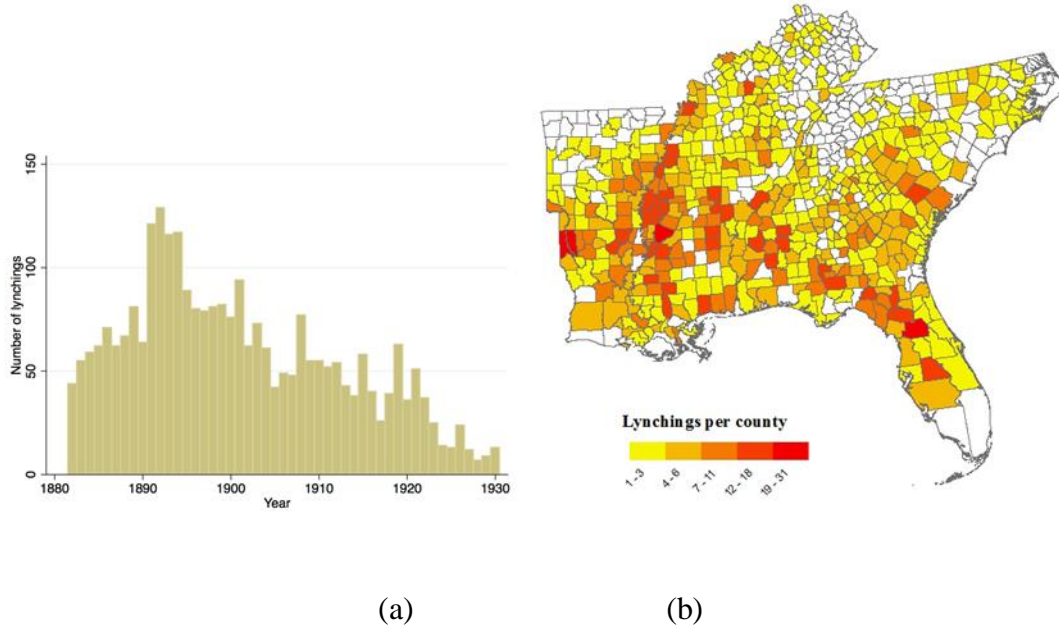 150
100
50
0
Number of lynchings
1880 1890 1900 1910 1920 1930
Year
Lynchings per county
1 - 3
4 - 6
7 - 11
12 - 18
19 - 31
(a) (b)